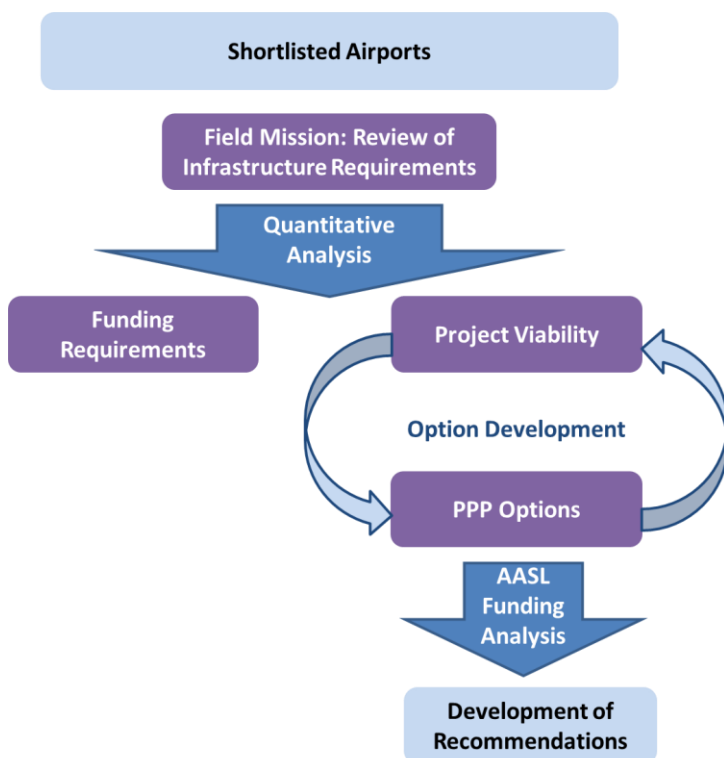 Shortlisted Airports
Field Mission: Review of
Infrastructure Requirements
Quantitative
Analysis
Funding
Requirements
Project Viability
Option Development
PPP Options
AASL
Funding
Analysis
Development of
Recommendations